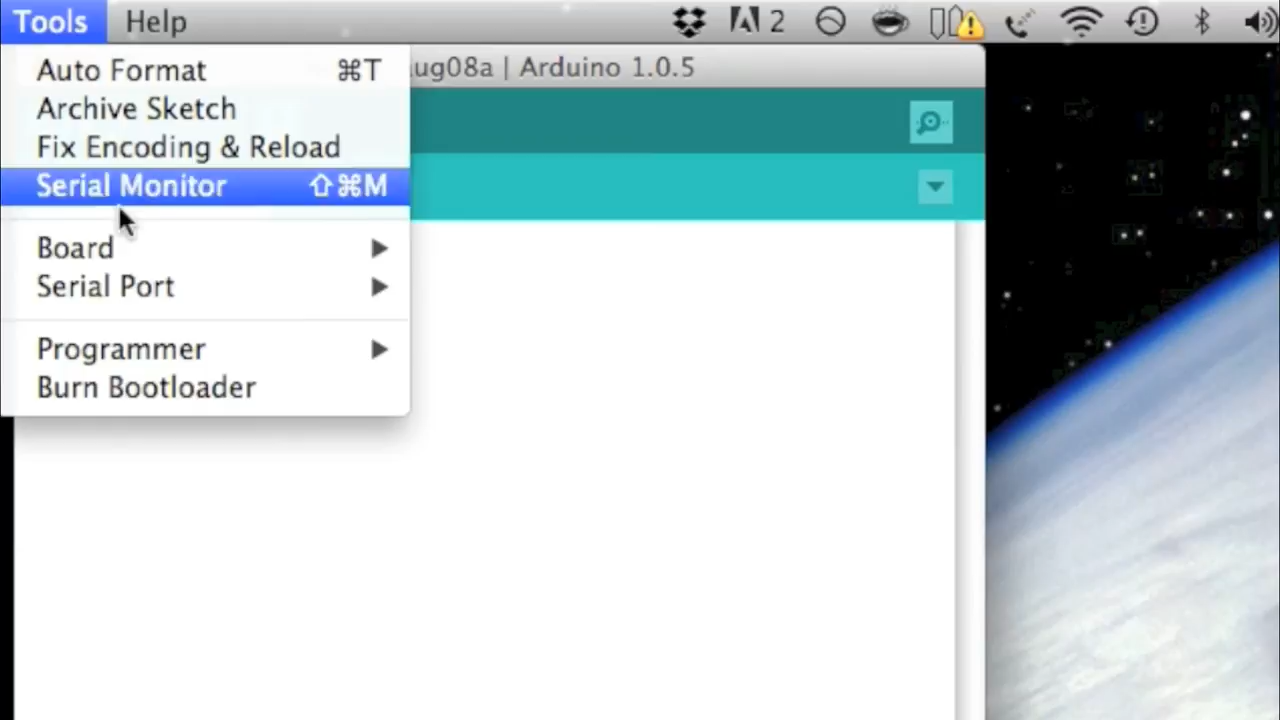 Tools Help 2
ug08a | Arduino 1.0.5
Auto Format ⌘T
Archive Sketch
Fix Encoding & Reload
Serial Monitor ⇧⌘M
Board
Serial Port
Programmer
Burn Bootloader